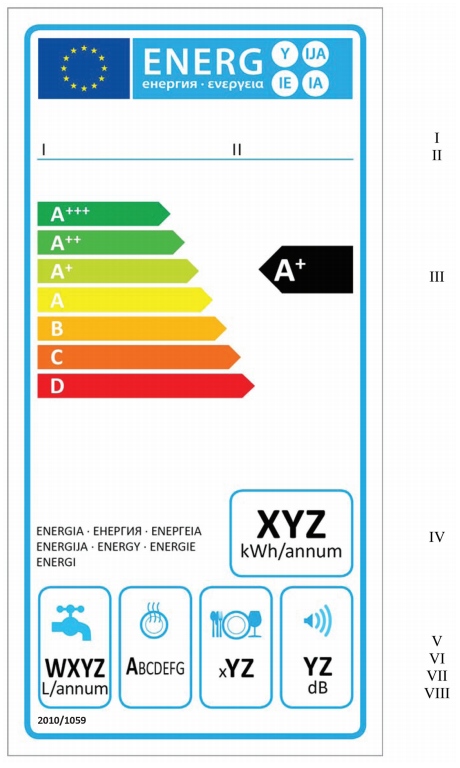 ENERG Y IJA
енергия · ενεργεια IE IA
I II
I
II
A+++
A++
A+
A+
III
A
B
C
D
XYZ
kWh/annum
IV
ENERGIA · ЕНЕРГИЯ · ΕΝΕΡΓΕΙΑ
ENERGIJA · ENERGY · ENERGIE
ENERGI
WXYZ
L/annum
ABCDEFG
xYZ
YZ
dB
V
VI
VII
VIII
2010/1059